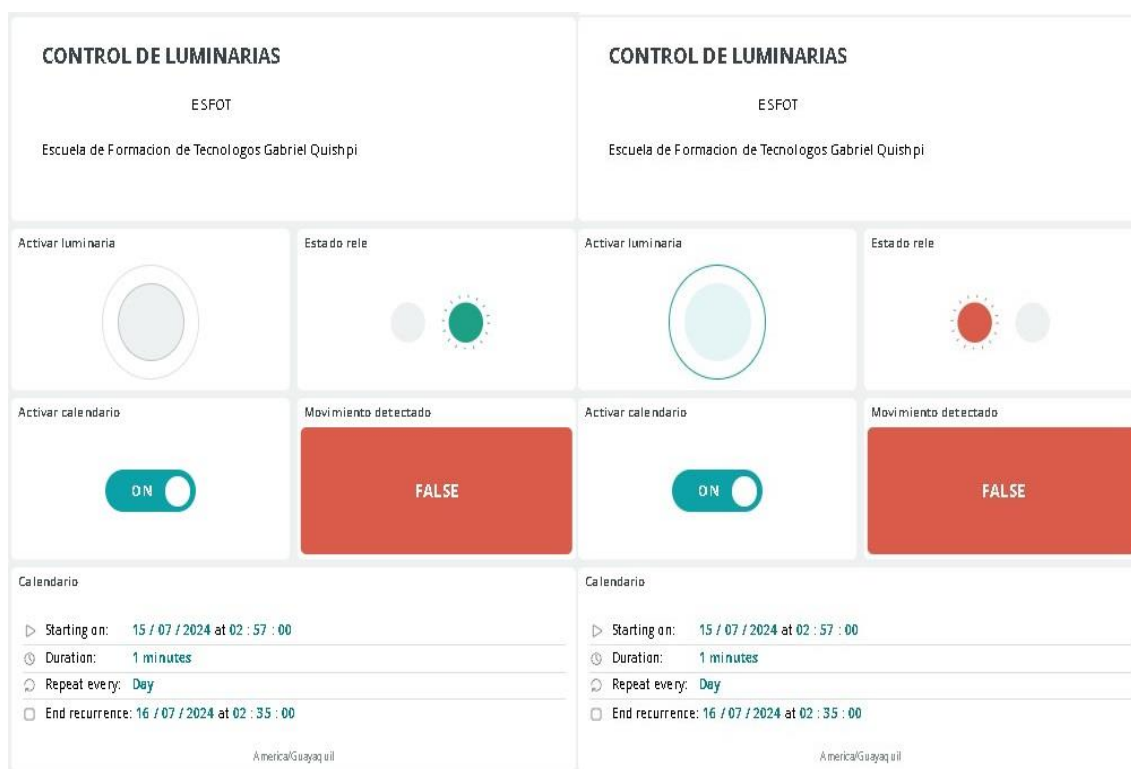 CONTROL DE LUMINARIAS
ESFOT
Escuela de Formacion de Tecnologos Gabriel Quishpi
Activar luminaria
Estado rele
Activar calendario
Movimiento detectado
ON
FALSE
Calendario
Starting on: 15 / 07 / 2024 at 02 : 57 : 00
Duration: 1 minutes
Repeat every: Day
End recurrence: 16 / 07 / 2024 at 02 : 35 : 00
America/Guayaquil
CONTROL DE LUMINARIAS
ESFOT
Escuela de Formacion de Tecnologos Gabriel Quishpi
Activar luminaria
Estado rele
Activar calendario
Movimiento detectado
ON
FALSE
Calendario
Starting on: 15 / 07 / 2024 at 02 : 57 : 00
Duration: 1 minutes
Repeat every: Day
End recurrence: 16 / 07 / 2024 at 02 : 35 : 00
America/Guayaquil